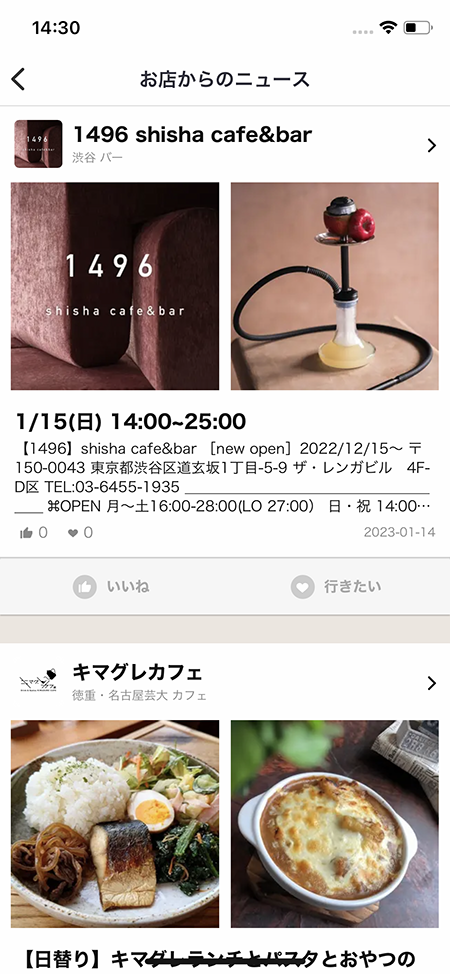 14:30
お店からのニュース
1496
shisha cafe&bar
1496 shisha cafe&bar
渋谷 バー
1496
shisha cafe&bar
1/15(日) 14:00~25:00
【1496】shisha cafe&bar ［new open］2022/12/15〜 〒
150-0043 東京都渋谷区道玄坂1丁目-5-9 ザ・レンガビル　4F-
D区 TEL:03-6455-1935 ___________________________
___ ⌘OPEN 月〜土16:00-28:00(LO 27:00)　日・祝 14:00…
0 0 2023-01-14
いいね 行きたい
キマグレカフェ
徳重・名古屋芸大 カフェ
【日替り】キマグレランチとパスタとおやつの